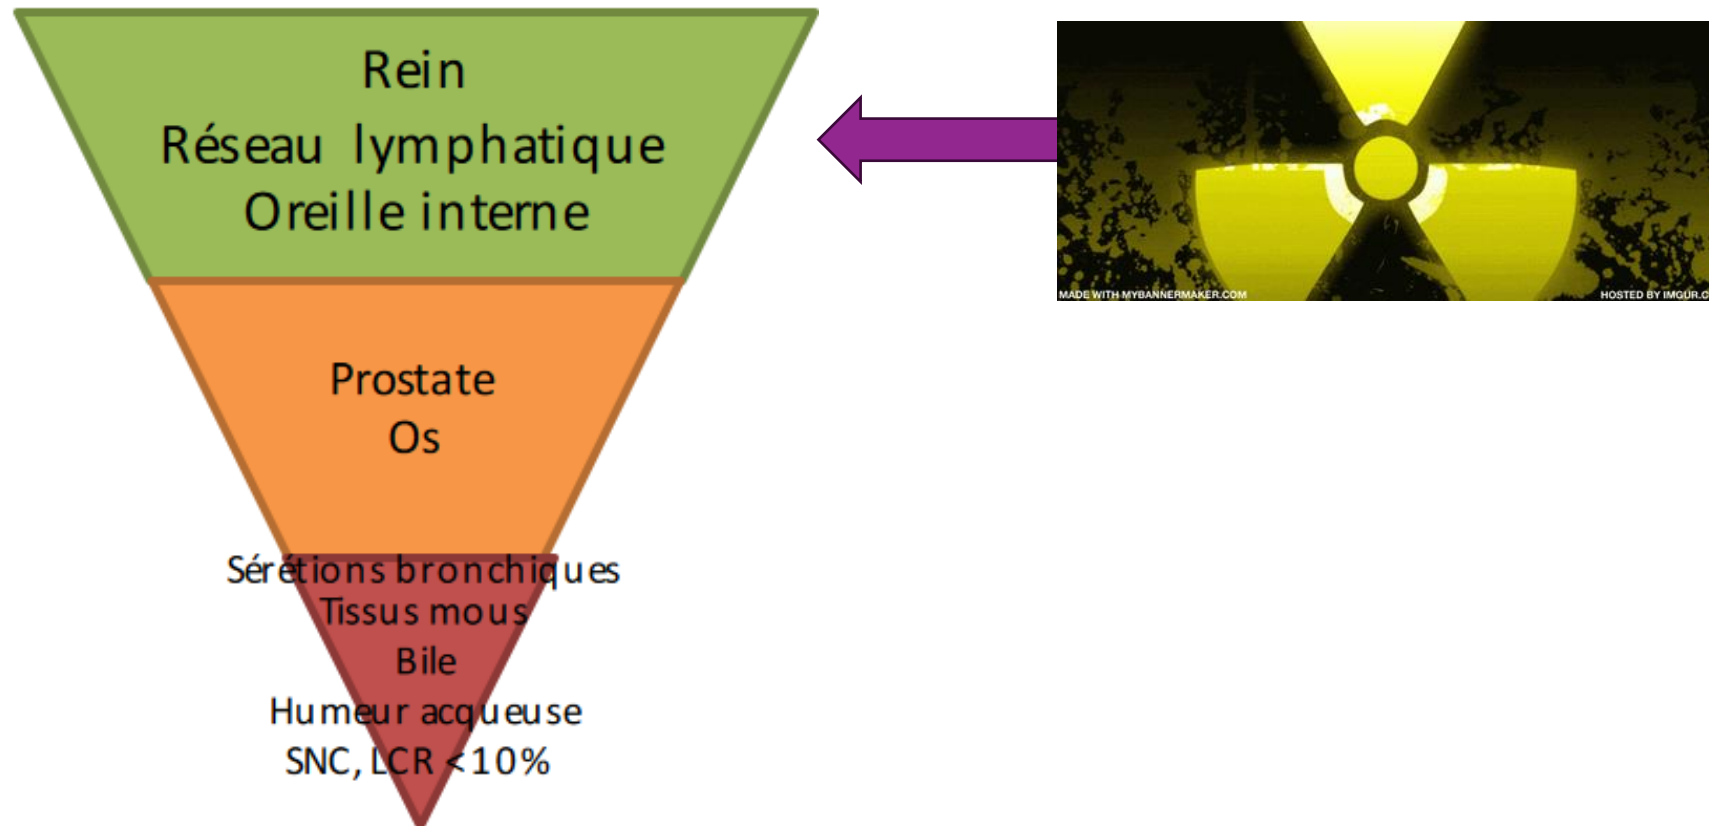 Rein
Réseau lymphatique
Oreille interne
Prostate
Os
Sérétions bronchiques
Tissus mous
Bile
Humeur acqueuse
SNC, LCR <10%
MADE WITH MYBANNERMAKER.COM
HOSTED BY IMGUR.C